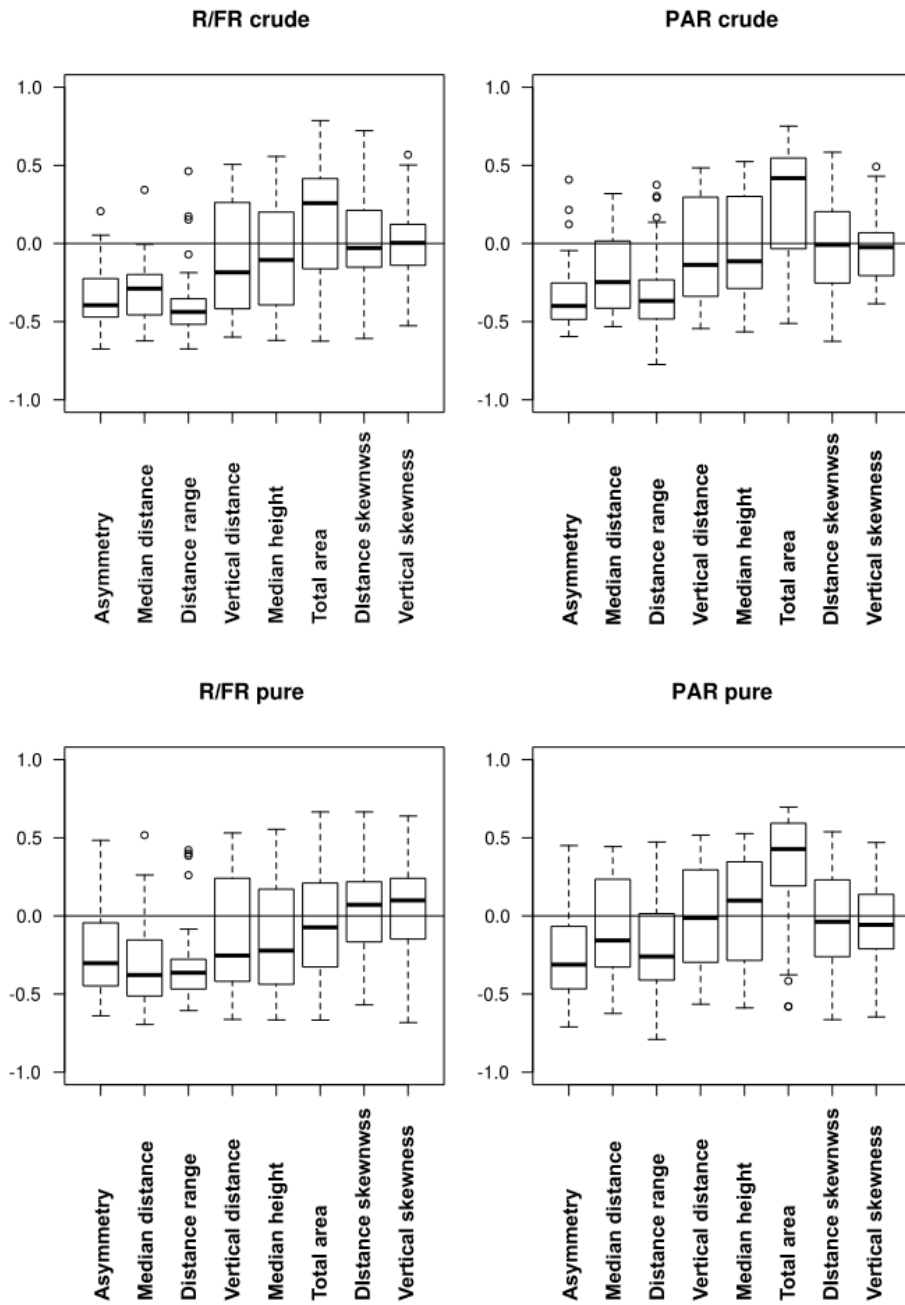 R/FR crude
PAR crude
1.0
0.5
0.0
-0.5
-1.0
Asymmetry
Median distance
Distance range
Vertical distance
Median height
Total area
DIstance skewnwss
Vertical skewness
1.0
0.5
0.0
-0.5
-1.0
Asymmetry
Median distance
Distance range
Vertical distance
Median height
Total area
DIstance skewnwss
Vertical skewness
R/FR pure
PAR pure
1.0
0.5
0.0
-0.5
-1.0
Asymmetry
Median distance
Distance range
Vertical distance
Median height
Total area
DIstance skewnwss
Vertical skewness
1.0
0.5
0.0
-0.5
-1.0
Asymmetry
Median distance
Distance range
Vertical distance
Median height
Total area
DIstance skewnwss
Vertical skewness